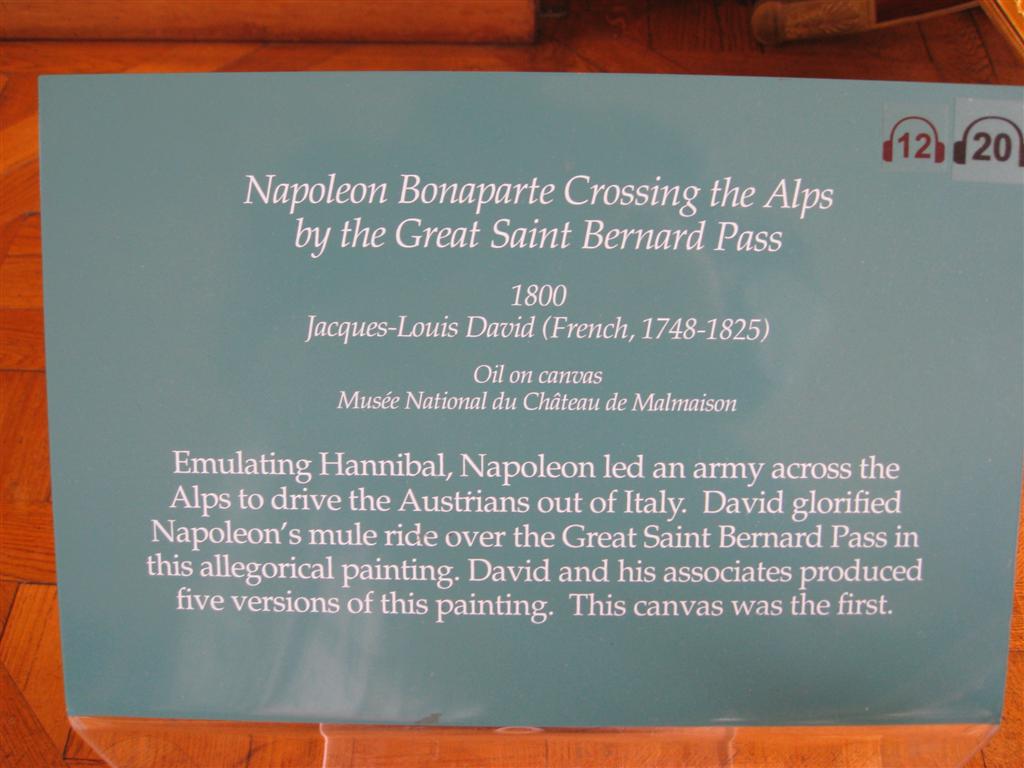 12 20
Napoleon Bonaparte Crossing the Alps
by the Great Saint Bernard Pass
1800
Jacques-Louis David (French, 1748-1825)
Oil on canvas
Musée National du Château de Malmaison
Emulating Hannibal, Napoleon led an army across the
Alps to drive the Austrians out of Italy. David glorified
Napoleon's mule ride over the Great Saint Bernard Pass in
this allegorical painting. David and his associates produced
five versions of this painting. This canvas was the first.